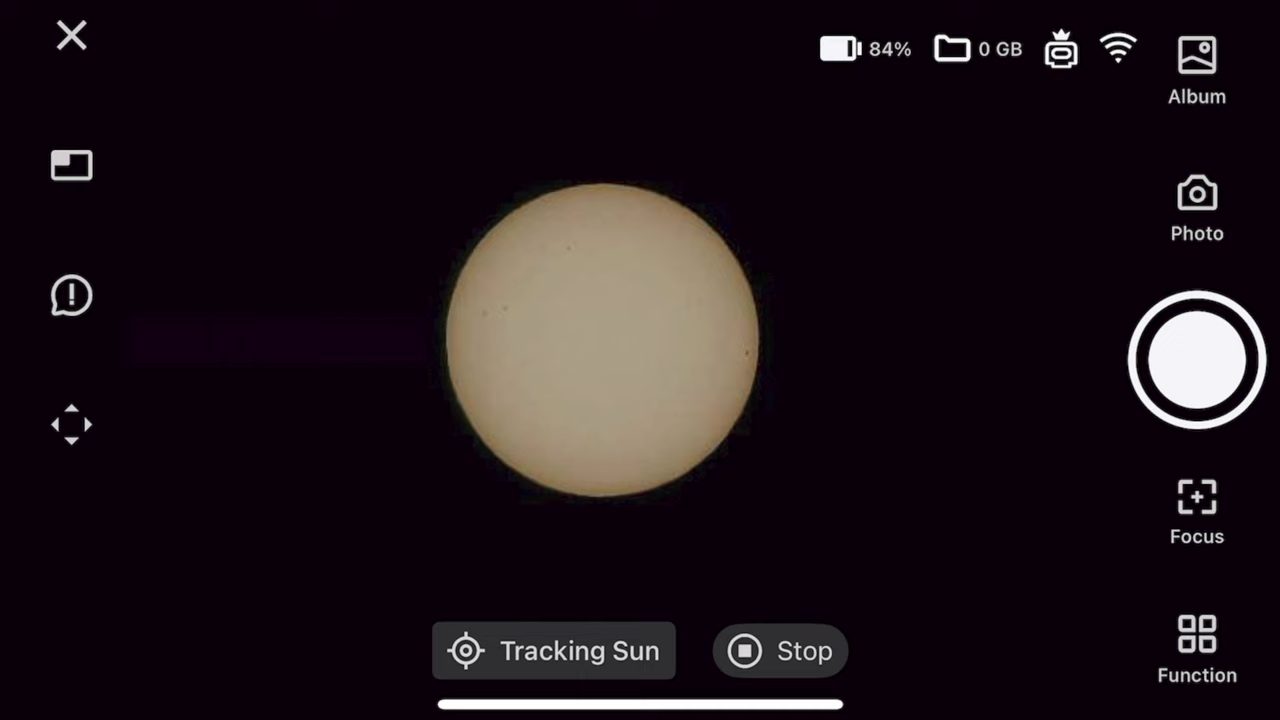 84%
0 GB
Album
Photo
Focus
Tracking Sun
Stop
Function